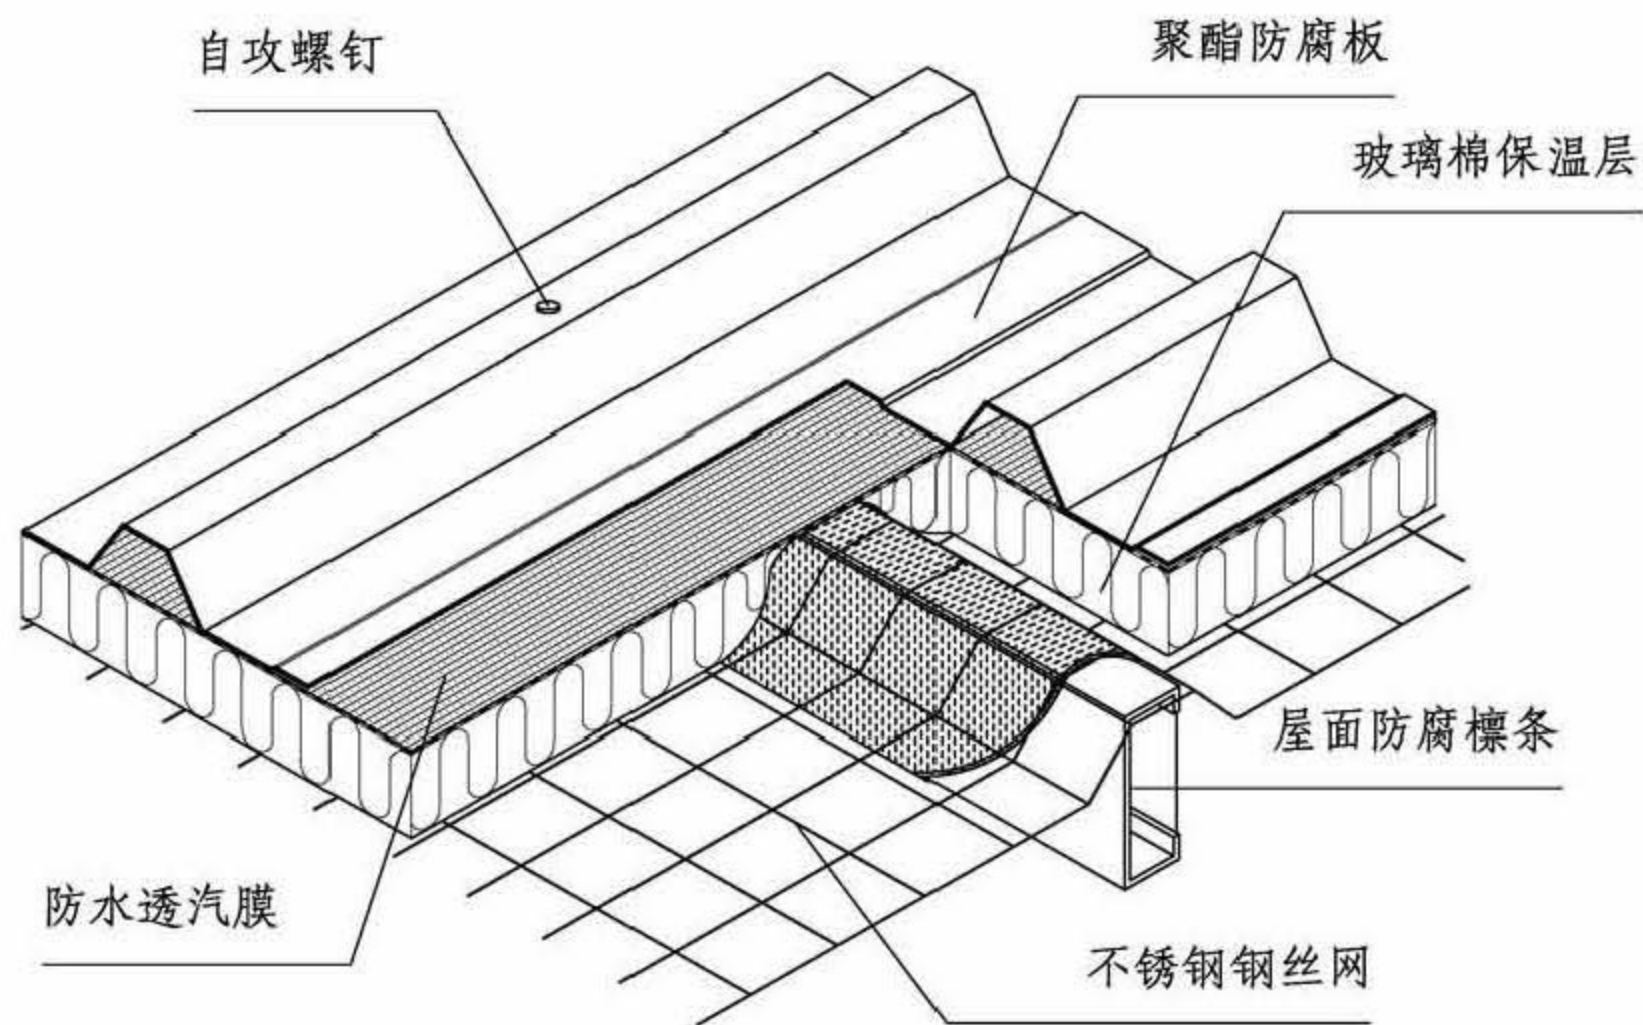 自攻螺钉
聚酯防腐板
玻璃棉保温层
屋面防腐檩条
防水透汽膜
不锈钢钢丝网